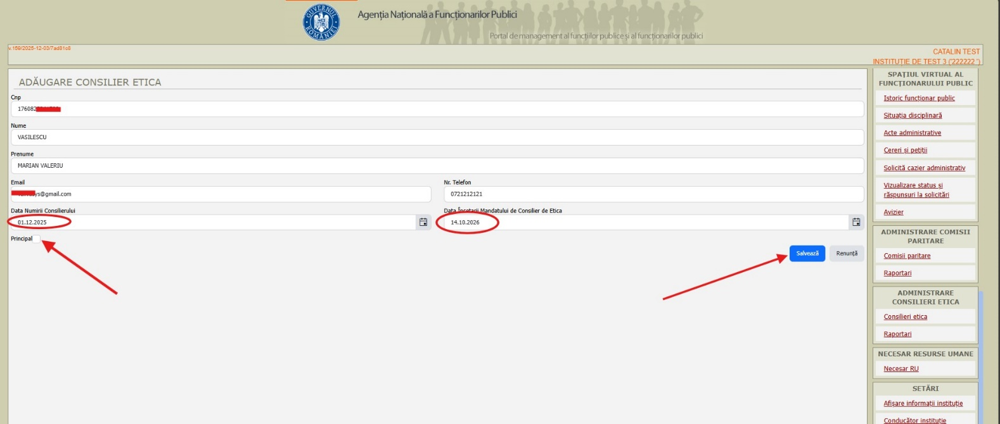 GUVERNUL ROMÂNIEI
Agenția Națională a Funcționarilor Publici
Portal de management al funcțiilor publice și al funcționarilor publici
v.159/2025-12-03/7ad81c8
CATALIN TEST
INSTITUȚIE DE TEST 3 ('222222 ')
ADĂUGARE CONSILIER ETICA
Cnp
176082
Nume
VASILESCU
Prenume
MARIAN VALERIU
Email
Nr. Telefon
ys@gmail.com
0721212121
Data Numirii Consilierului
Data Încetarii Mandatului de Consilier de Etica
01.12.2025
14.10.2026
Principal
Salvează
Renunță
SPAȚIUL VIRTUAL AL
FUNCȚIONARULUI PUBLIC
Istoric funcționar public
Situația disciplinară
Acte administrative
Cereri si petiții
Solicită cazier administrativ
Vizualizare status și
răspunsuri la solicitări
Avizier
ADMINISTRARE COMISII
PARITARE
Comisii paritare
Raportari
ADMINISTRARE
CONSILIERI ETICA
Consilieri etica
Raportari
NECESAR RESURSE UMANE
Necesar RU
SETĂRI
Afișare informații instituție
Conducător instituție